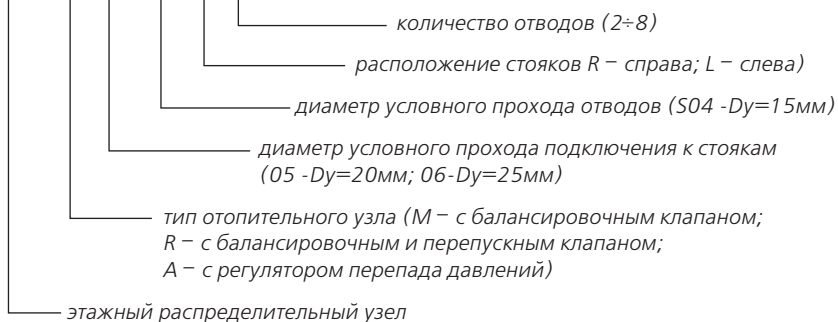 количество отводов (2÷8)
расположение стояков R – справа; L – слева)
диаметр условного прохода отводов (S04 -Dy=15мм)
диаметр условного прохода подключения к стоякам
(05 -Dy=20мм; 06-Dy=25мм)
тип отопительного узла (M – с балансировочным клапаном;
R – с балансировочным и перепускным клапаном;
A – с регулятором перепада давлений)
этажный распределительный узел